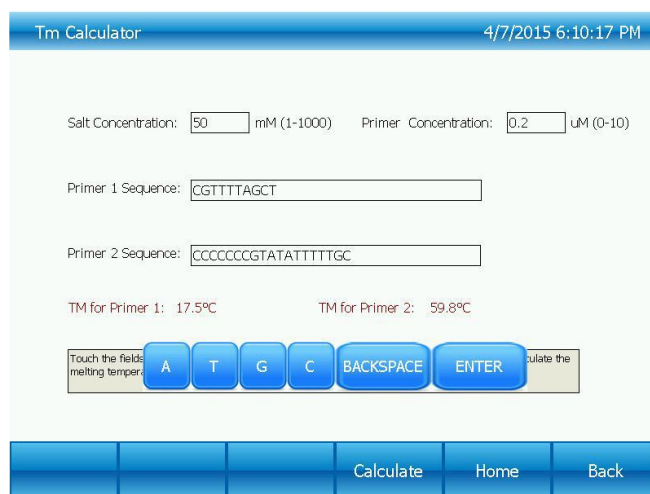 Tm Calculator 4/7/2015 6:10:17 PM
Salt Concentration: 50 mM (1-1000) Primer Concentration: 0.2 uM (0-10)
Primer 1 Sequence: CGTTTTAGCT
Primer 2 Sequence: CCCCCCCGTATATTTTTGC
TM for Primer 1: 17.5ºC TM for Primer 2: 59.8ºC
Touch the fields the
melting
A T G C BACKSPACE ENTER
Calculate Home Back